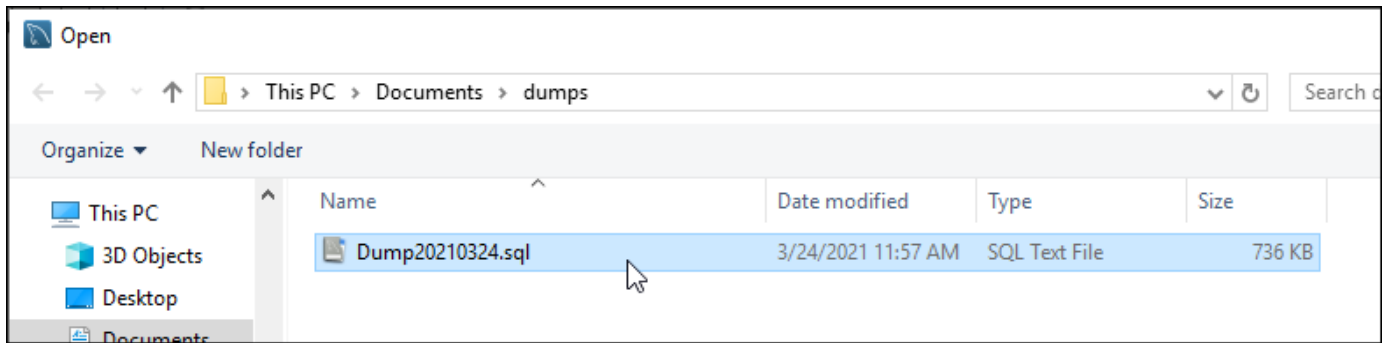 Open
This PC > Documents > dumps
Organize New folder
Name Date modified Type Size
This PC
Dump20210324.sql 3/24/2021 11:57 AM SQL Text File 736 KB
3D Objects
Desktop
Documents
Search